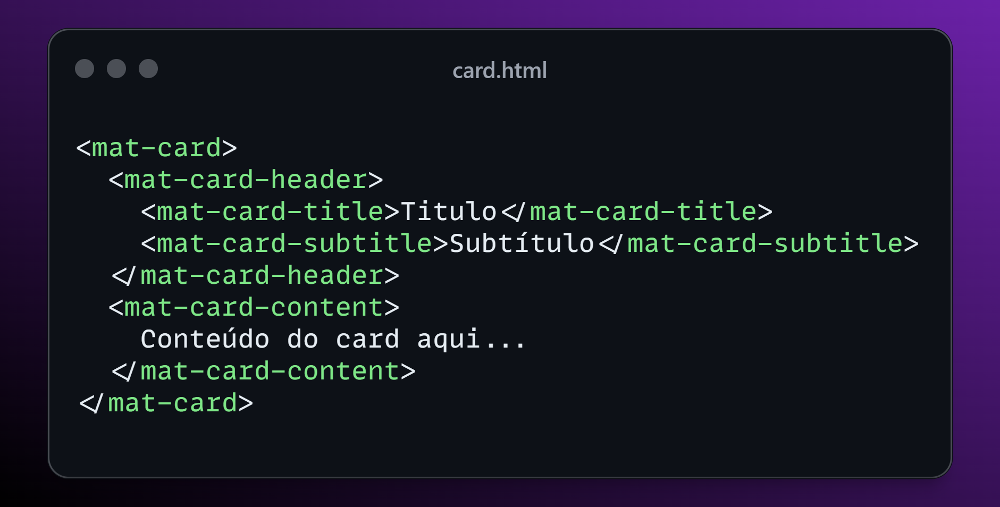 card.html
<mat-card>
  <mat-card-header>
    <mat-card-title>Titulo</mat-card-title>
    <mat-card-subtitle>Subtítulo</mat-card-subtitle>
  </mat-card-header>
  <mat-card-content>
    Conteúdo do card aqui...
  </mat-card-content>
</mat-card>